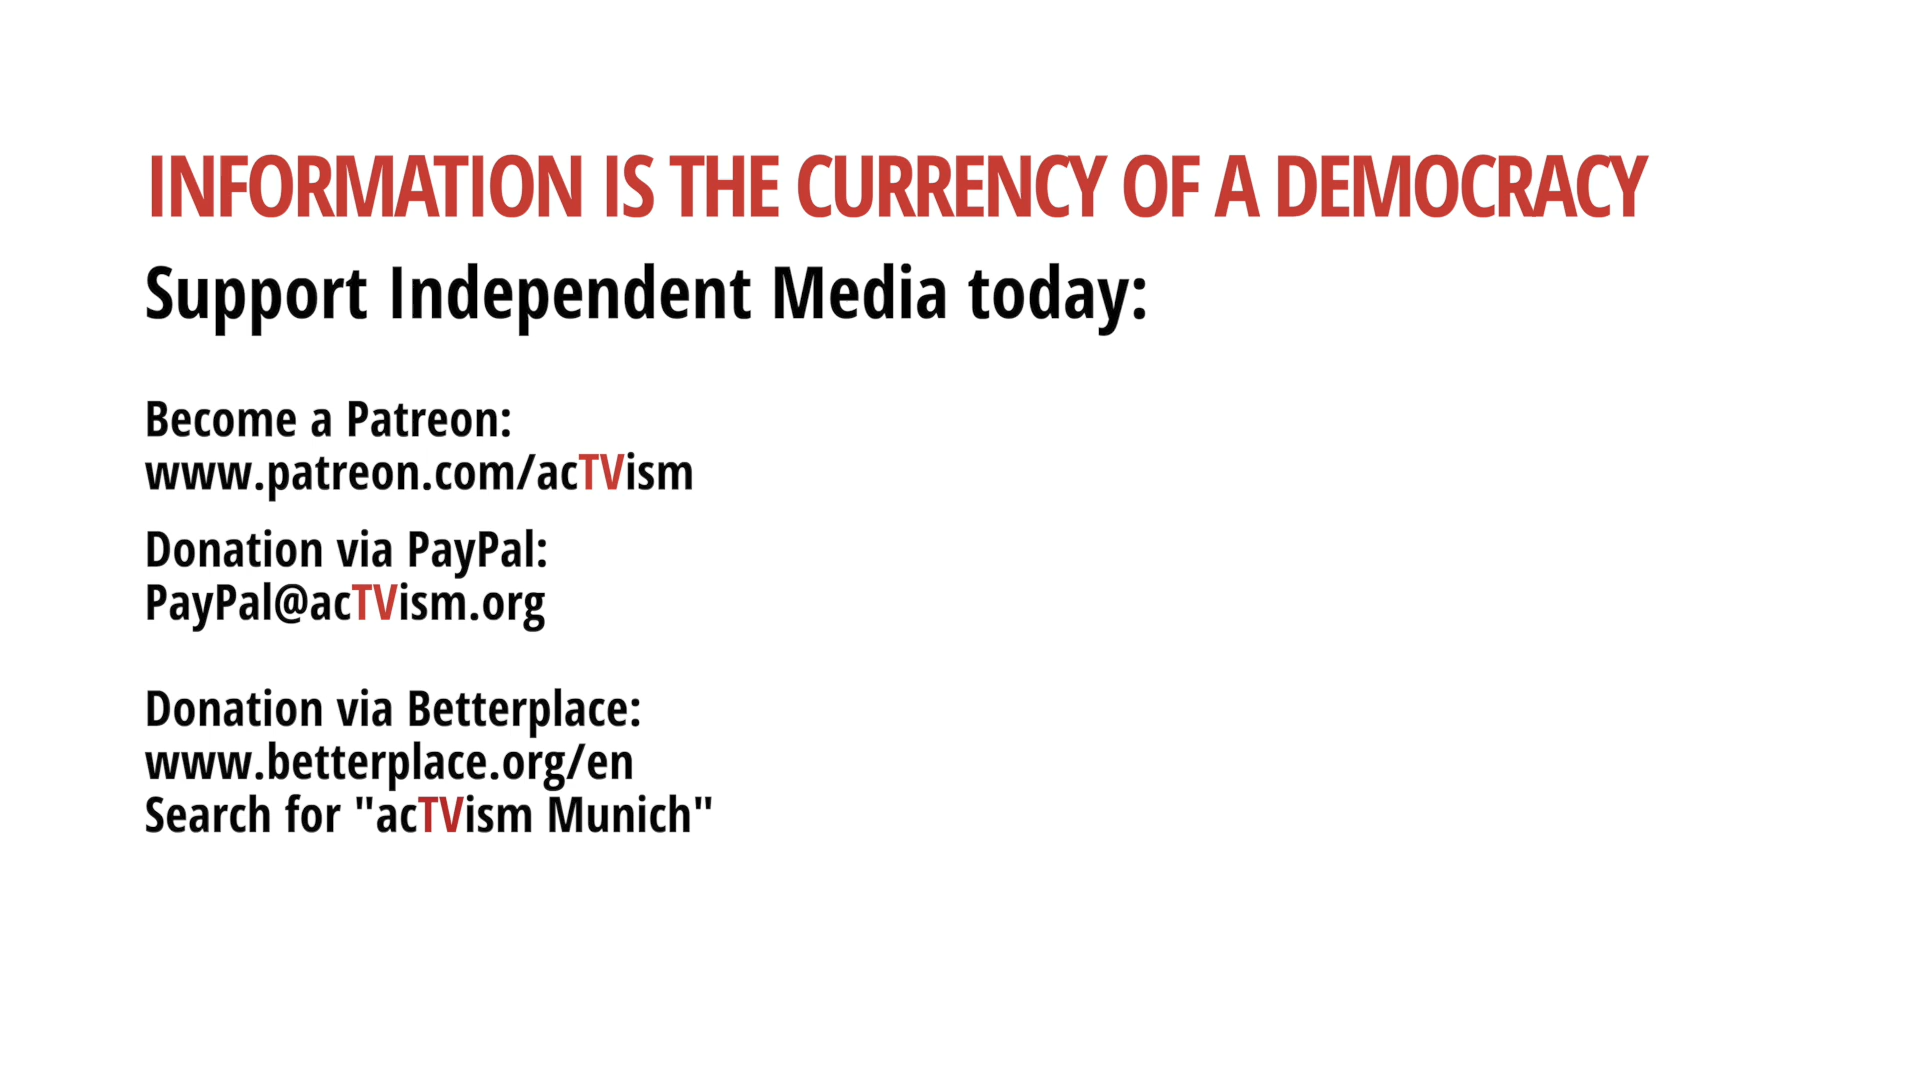 INFORMATION IS THE CURRENCY OF A DEMOCRACY
Support Independent Media today:
Become a Patreon:
www.patreon.com/acTVism
Donation via PayPal:
PayPal@acTVism.org
Donation via Betterplace:
www.betterplace.org/en
Search for "acTVism Munich"